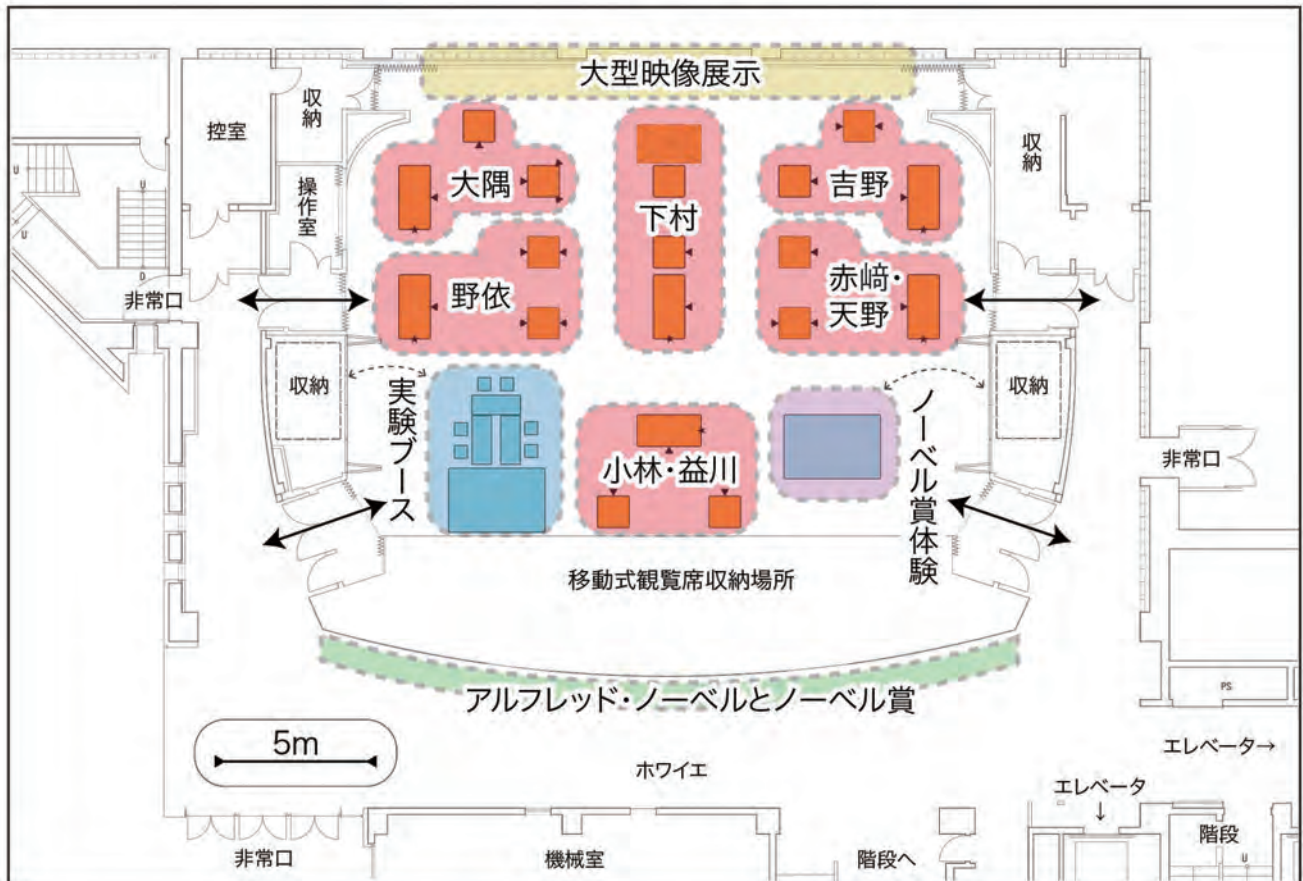 大型映像展示
控室
収納
操作室
大隅
下村
吉野
収納
野依
赤﨑・
天野
非常口
収納
実験ブース
小林・益川
ノーベル賞体験
収納
非常口
移動式観覧席収納場所
アルフレッド・ノーベルとノーベル賞
5m
ホワイエ
PS
エレベータ→
エレベータ
↓
階段
非常口
機械室
階段へ
U
U
U
D
U